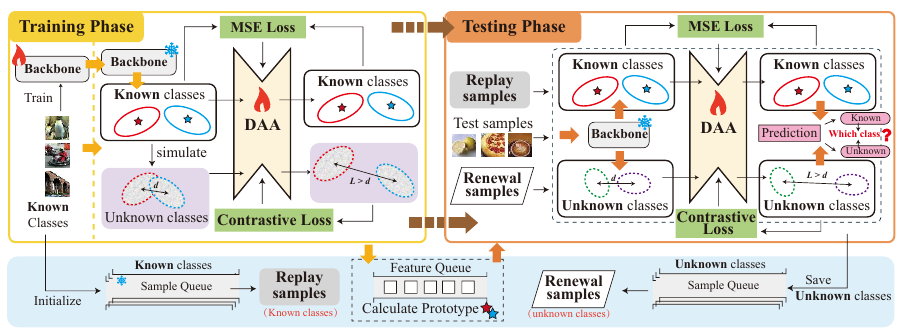 Training Phase
Backbone
Train
Known
Classes
Backbone
Known classes
simulate
d
Unknown classes
MSE Loss
DAA
Contrastive Loss
Known classes
L > d
Testing Phase
Replay
samples
Test samples
Renewal
samples
Known classes
Backbone
d
Unknown classes
MSE Loss
DAA
Contrastive
Loss
Known classes
Prediction
Known
Which class?
Unknown
L > d
Unknown classes
Initialize
Known classes
Sample Queue
Replay
samples
(Known classes)
Feature Queue
Calculate Prototype
Renewal
samples
(unknown classes)
Unknown classes
Sample Queue
Save
Unknown classes